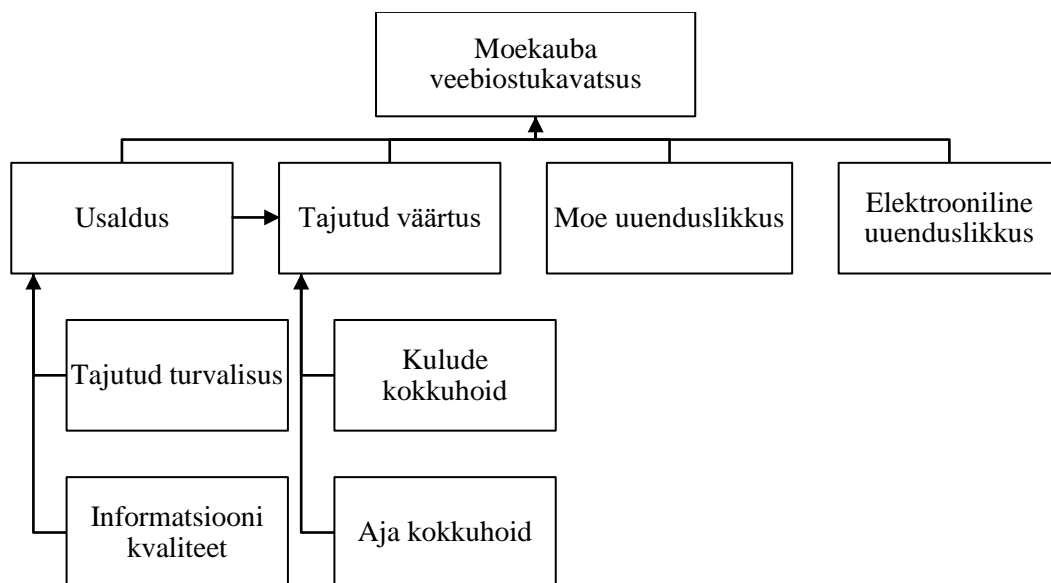 Moekauba
veebiostukavatsus
Usaldus
Tajutud väärtus
Moe uuenduslikkus
Elektrooniline
uuenduslikkus
Tajutud turvalisus
Kulude
kokkuhoid
Informatsiooni
kvaliteet
Aja kokkuhoid